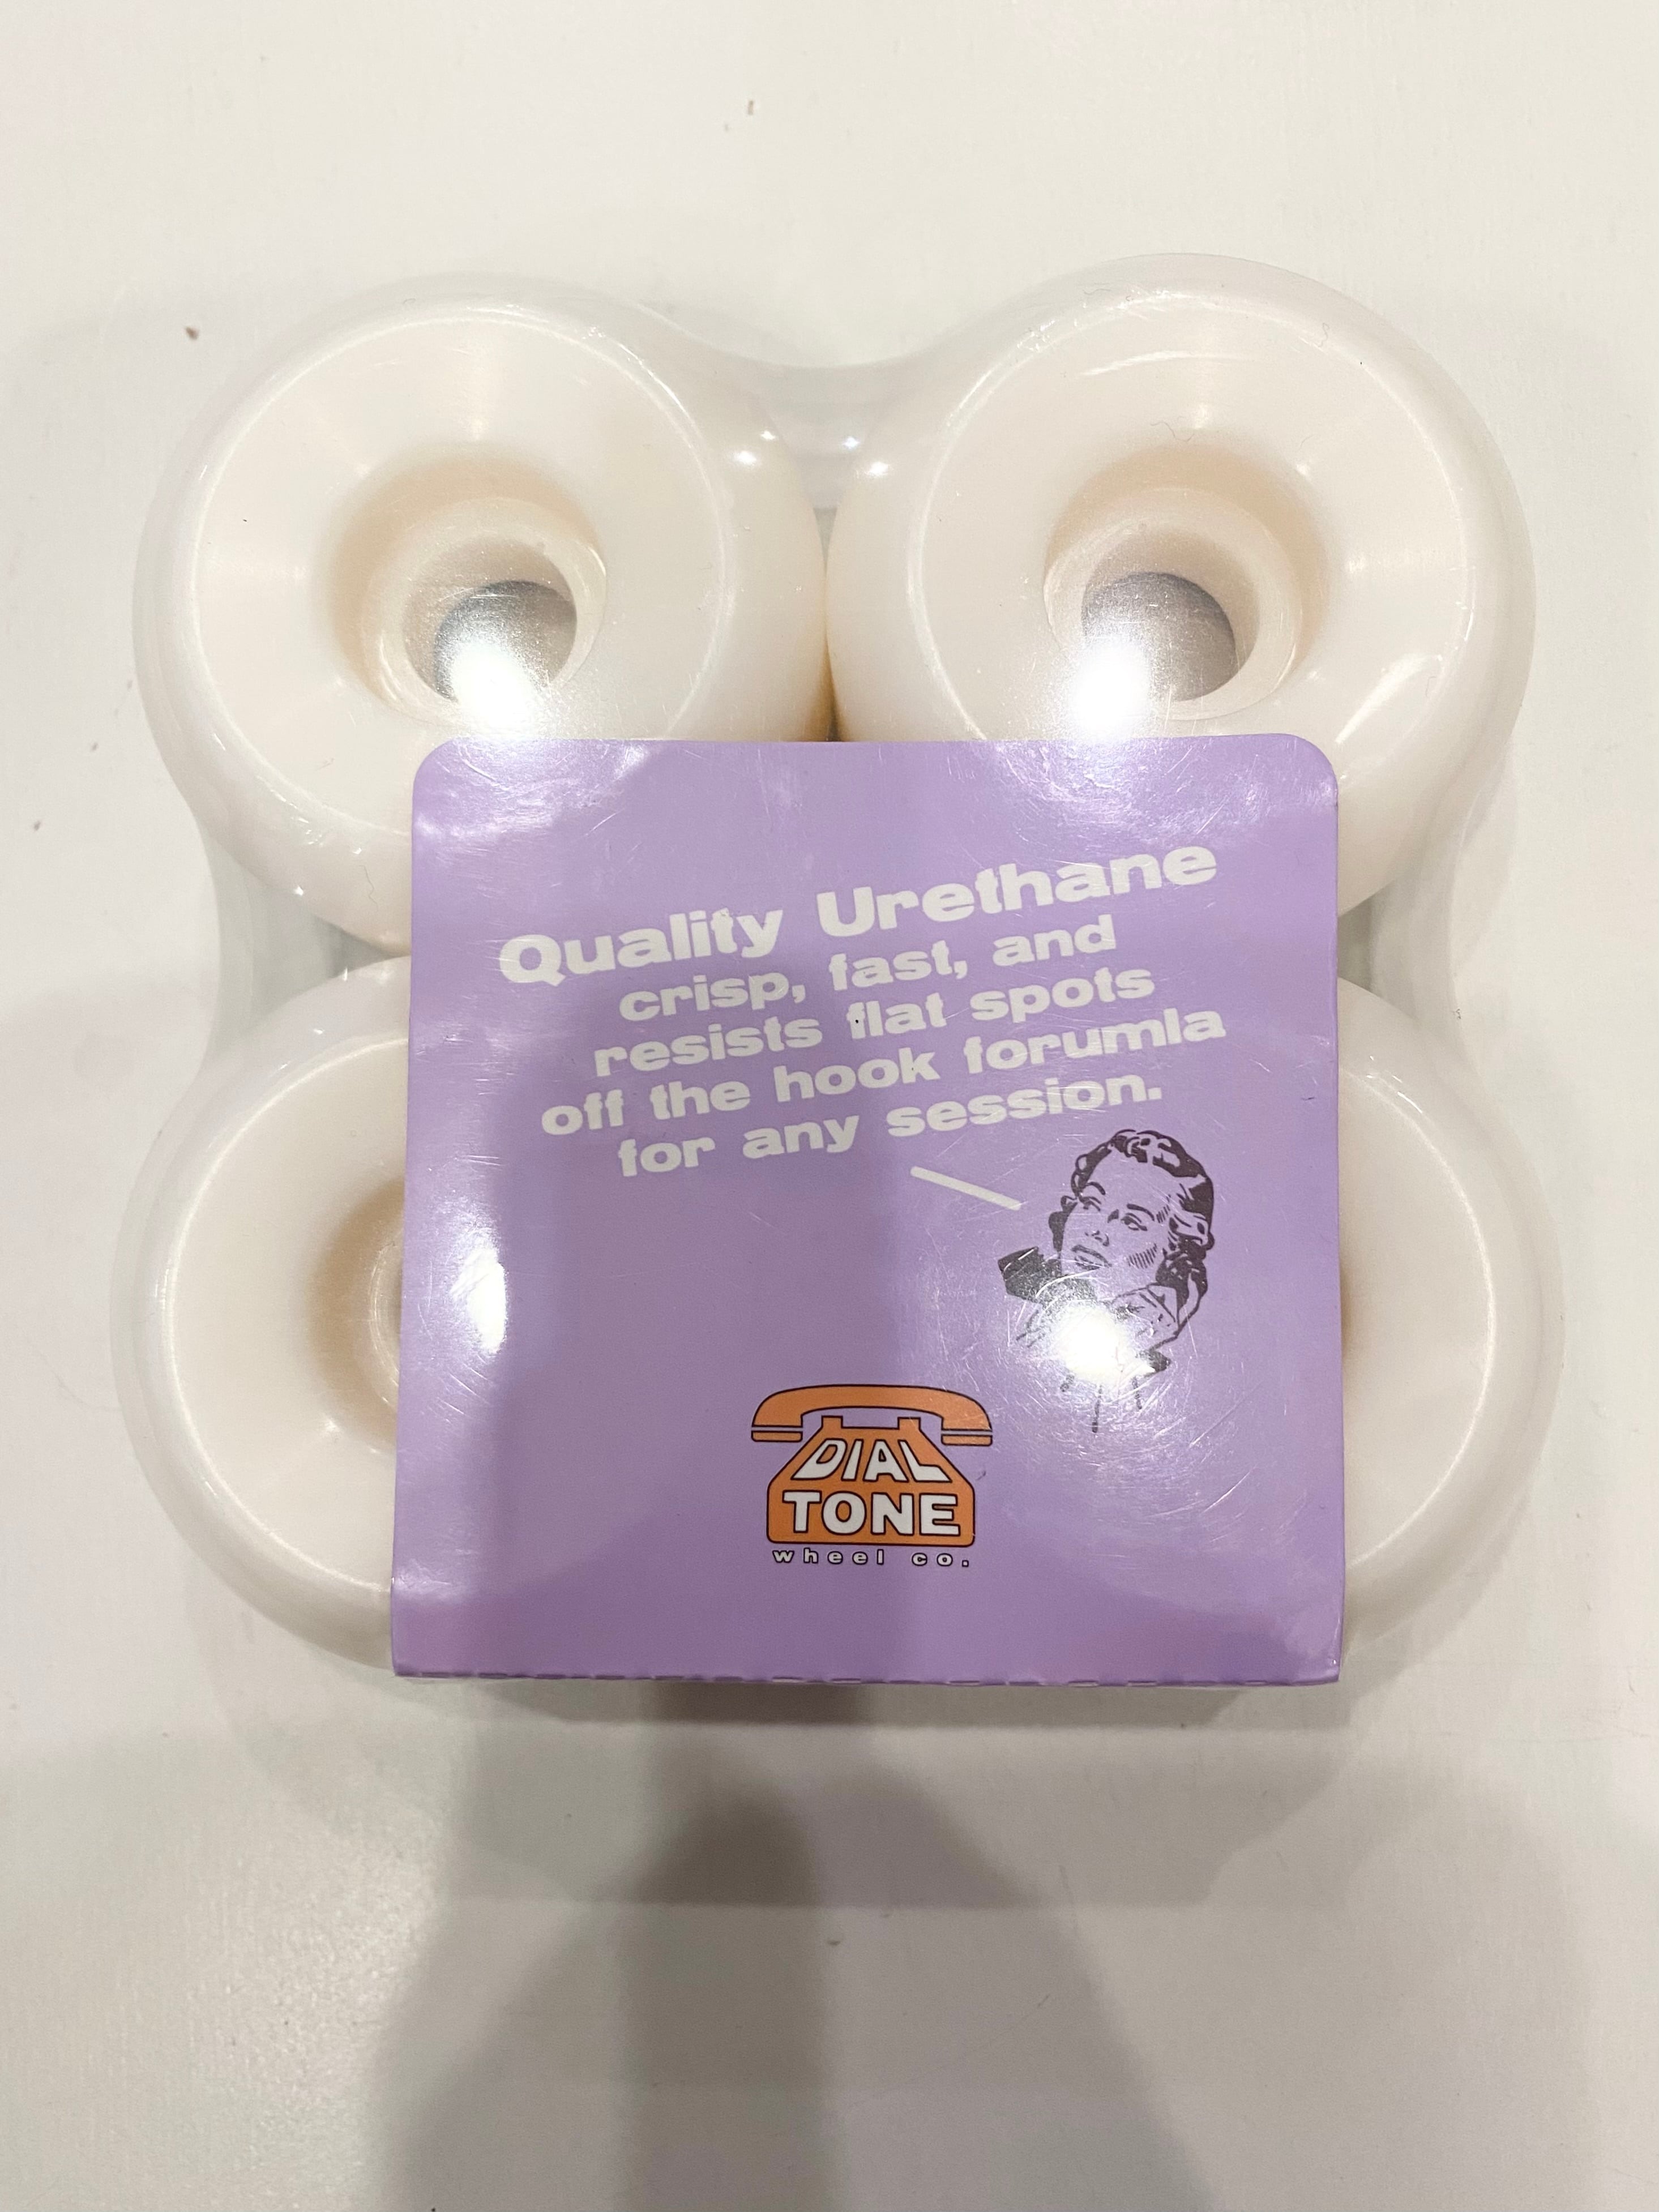 Quality Urethane
crisp, fast, and
resists flat spots
off the hook forumla
for any session.
DIAL
TONE
wheel co.